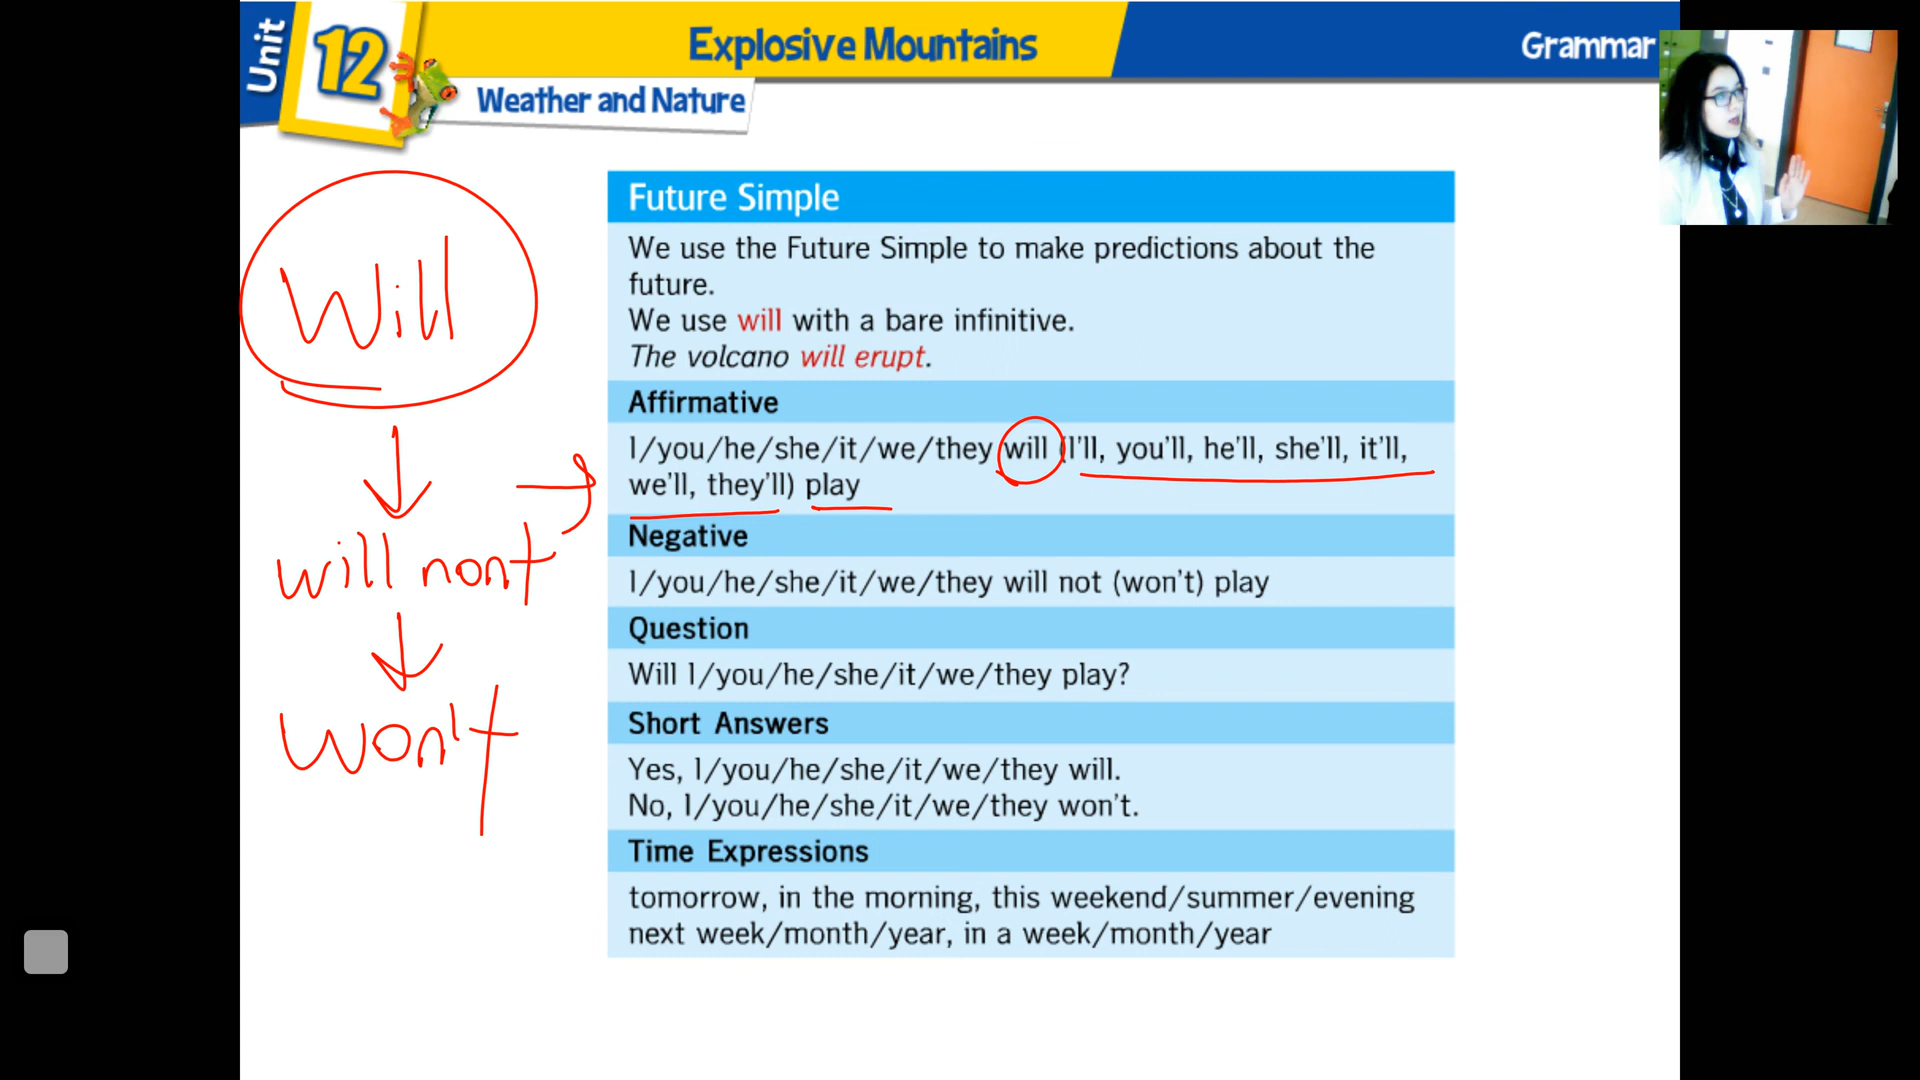 Unit
12
Explosive Mountains
Grammar
Weather and Nature
Will
will nont
won't
Future Simple
We use the Future Simple to make predictions about the
future.
We use will with a bare infinitive.
The volcano will erupt.
Affirmative
I/you/he/she/it/we/they will (I'll, you'll, he'll, she'll, it'll,
we'll, they'll) play
Negative
I/you/he/she/it/we/they will not (won't) play
Question
Will I/you/he/she/it/we/they play?
Short Answers
Yes, I/you/he/she/it/we/they will.
No, I/you/he/she/it/we/they won't.
Time Expressions
tomorrow, in the morning, this weekend/summer/evening
next week/month/year, in a week/month/year